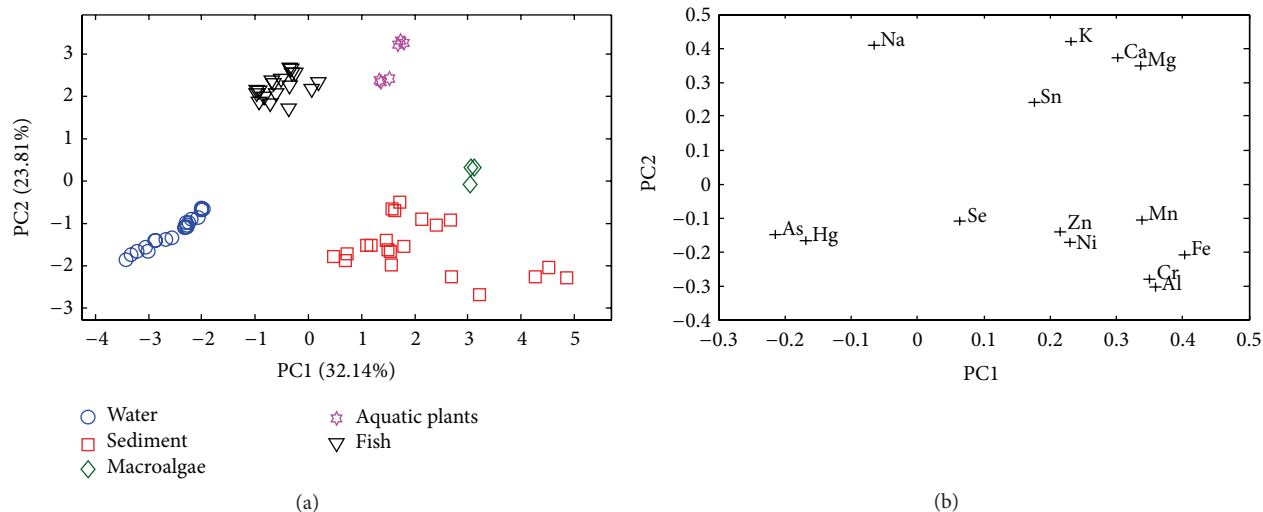 3
2
1
0
−1
−2
−3
PC2 (23.81%)
−4 −3 −2 −1 0 1 2 3 4 5
PC1 (32.14%)
Water
Sediment
Macroalgae
Aquatic plants
Fish
(a)
0.5
0.4
0.3
0.2
0.1
0
−0.1
−0.2
−0.3
−0.4
PC2
Na
K
Ca
Mg
Sn
Se
As
Hg
Zn
Ni
Mn
Fe
Cr
Al
−0.3 −0.2 −0.1 0 0.1 0.2 0.3 0.4 0.5
PC1
(b)